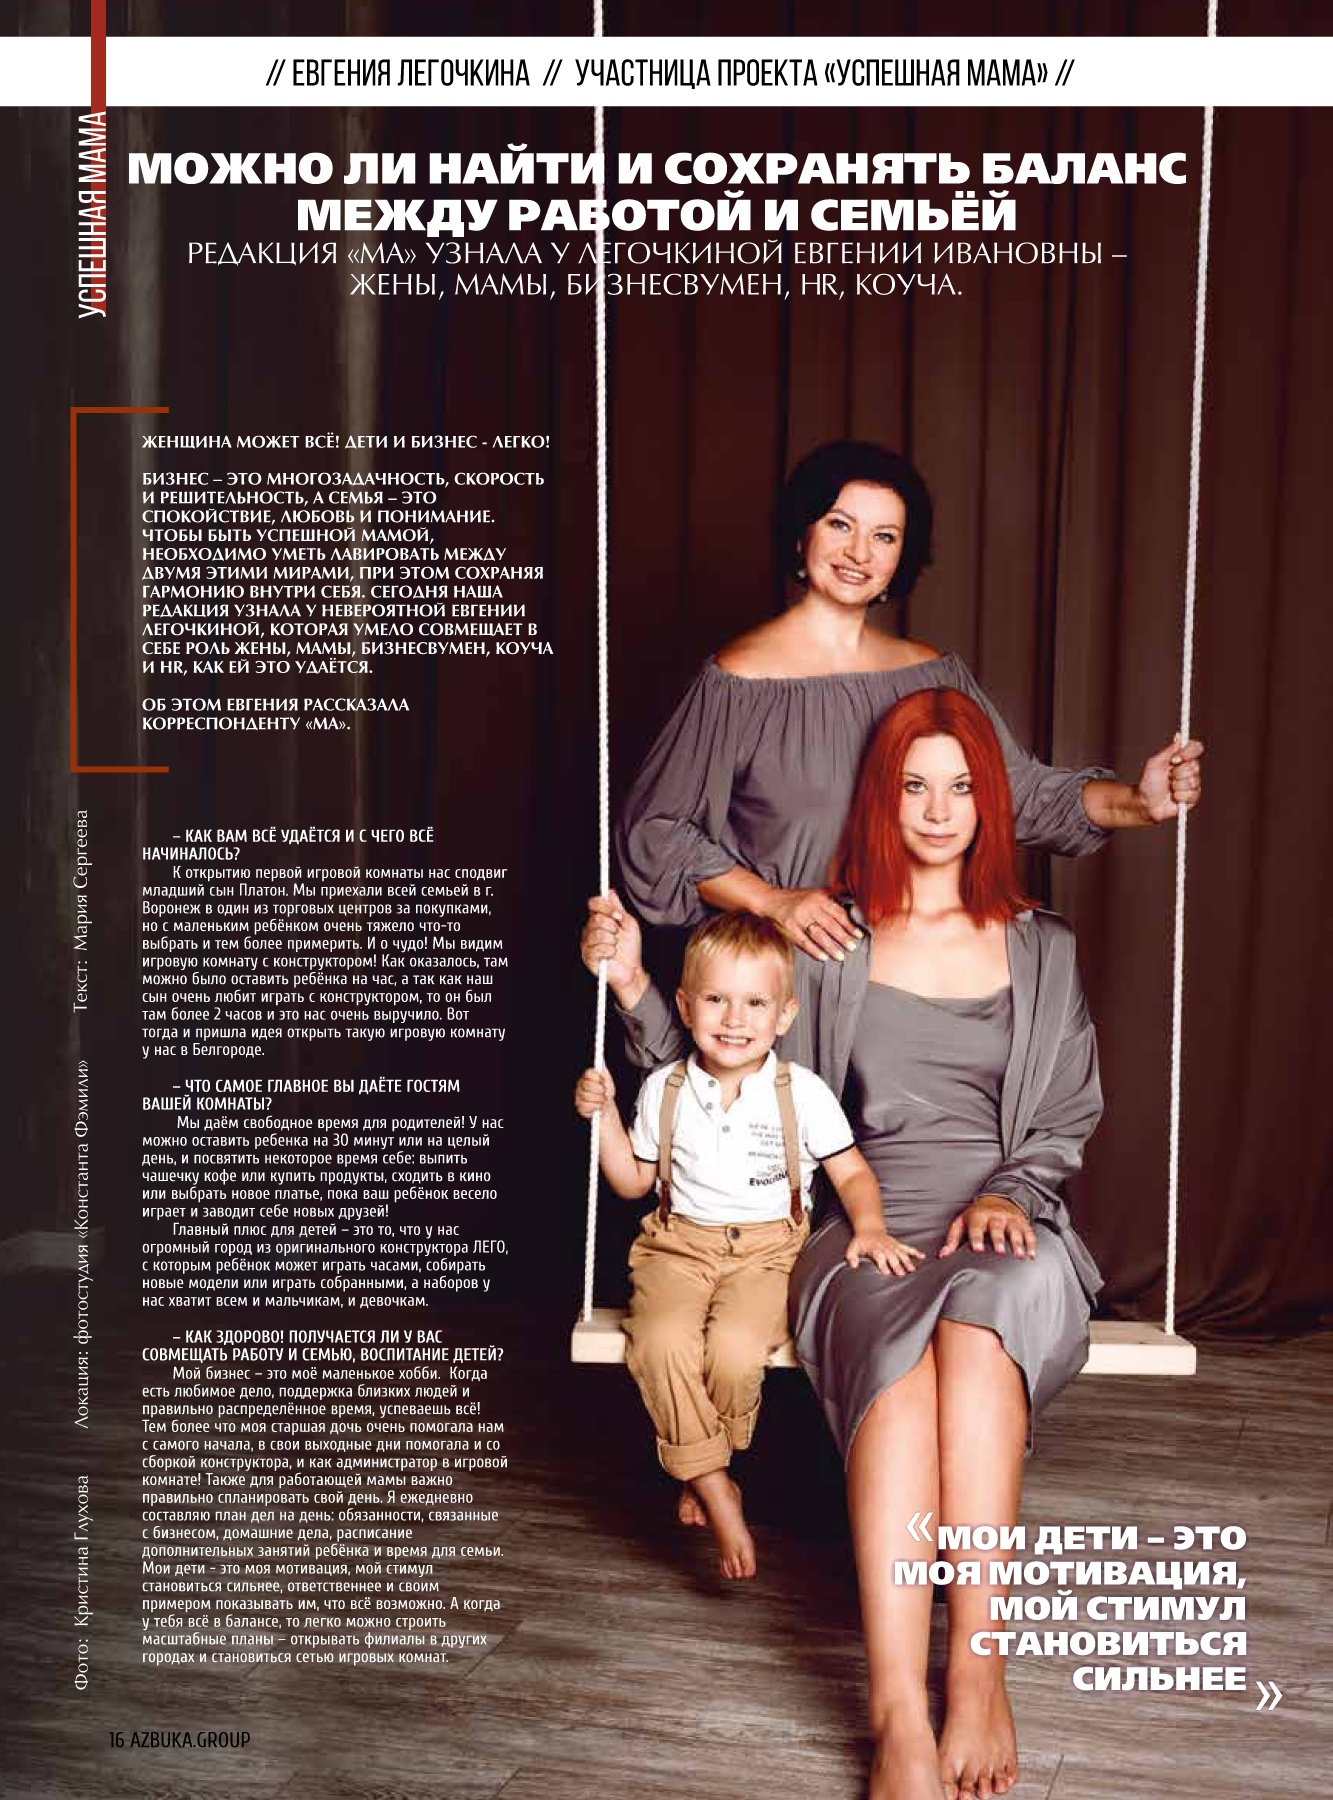 // ЕВГЕНИЯ ЛЕГОЧКИНА // УЧАСТНИЦА ПРОЕКТА «УСПЕШНАЯ МАМА» //
УСПЕШНАЯ МАМА
МОЖНО ЛИ НАЙТИ И СОХРАНЯТЬ БАЛАНС
МЕЖДУ РАБОТОЙ И СЕМЬЁЙ
РЕДАКЦИЯ «МА» УЗНАЛА У ЛЕГОЧКИНОЙ ЕВГЕНИИ ИВАНОВНЫ –
ЖЕНЫ, МАМЫ, БИЗНЕСВУМЕН, HR, КОУЧА.
ЖЕНЩИНА МОЖЕТ ВСЁ! ДЕТИ И БИЗНЕС - ЛЕГКО!
БИЗНЕС – ЭТО МНОГОЗАДАЧНОСТЬ, СКОРОСТЬ
И РЕШИТЕЛЬНОСТЬ, А СЕМЬЯ – ЭТО
СПОКОЙСТВИЕ, ЛЮБОВЬ И ПОНИМАНИЕ.
ЧТОБЫ БЫТЬ УСПЕШНОЙ МАМОЙ,
НЕОБХОДИМО УМЕТЬ ЛАВИРОВАТЬ МЕЖДУ
ДВУМЯ ЭТИМИ МИРАМИ, ПРИ ЭТОМ СОХРАНЯЯ
ГАРМОНИЮ ВНУТРИ СЕБЯ. СЕГОДНЯ НАША
РЕДАКЦИЯ УЗНАЛА У НЕВЕРОЯТНОЙ ЕВГЕНИИ
ЛЕГОЧКИНОЙ, КОТОРАЯ УМЕЛО СОВМЕЩАЕТ В
СЕБЕ РОЛЬ ЖЕНЫ, МАМЫ, БИЗНЕСВУМЕН, КОУЧА
И HR, КАК ЕЙ ЭТО УДАЁТСЯ.
ОБ ЭТОМ ЕВГЕНИЯ РАССКАЗАЛА
КОРРЕСПОНДЕНТУ «МА».
– КАК ВАМ ВСЁ УДАЁТСЯ И С ЧЕГО ВСЁ
НАЧИНАЛОСЬ?
К открытию первой игровой комнаты нас сподвиг
младший сын Платон. Мы приехали всей семьей в г.
Воронеж в один из торговых центров за покупками,
но с маленьким ребёнком очень тяжело что-то
выбрать и тем более примерить. И о чудо! Мы видим
игровую комнату с конструктором! Как оказалось, там
можно было оставить ребёнка на час, а так как наш
сын очень любит играть с конструктором, то он был
там более 2 часов и это нас очень выручило. Вот
тогда и пришла идея открыть такую игровую комнату
у нас в Белгороде.
– ЧТО САМОЕ ГЛАВНОЕ ВЫ ДАЁТЕ ГОСТЯМ
ВАШЕЙ КОМНАТЫ?
Мы даём свободное время для родителей! У нас
можно оставить ребенка на 30 минут или на целый
день, и посвятить некоторое время себе: выпить
чашечку кофе или купить продукты, сходить в кино
или выбрать новое платье, пока ваш ребёнок весело
играет и заводит себе новых друзей!
Главный плюс для детей – это то, что у нас
огромный город из оригинального конструктора ЛЕГО,
с которым ребёнок может играть часами, собирать
новые модели или играть собранными, а наборов у
нас хватит всем и мальчикам, и девочкам.
– КАК ЗДОРОВО! ПОЛУЧАЕТСЯ ЛИ У ВАС
СОВМЕЩАТЬ РАБОТУ И СЕМЬЮ, ВОСПИТАНИЕ ДЕТЕЙ?
Мой бизнес – это моё маленькое хобби. Когда
есть любимое дело, поддержка близких людей и
правильно распределённое время, успеваешь всё!
Тем более что моя старшая дочь очень помогала нам
с самого начала, в свои выходные дни помогала и со
сборкой конструктора, и как администратор в игровой
комнате! Также для работающей мамы важно
правильно спланировать свой день. Я ежедневно
составляю план дел на день: обязанности, связанные
с бизнесом, домашние дела, расписание
дополнительных занятий ребёнка и время для семьи.
Мои дети - это моя мотивация, мой стимул
становиться сильнее, ответственнее и своим
примером показывать им, что всё возможно. А когда
у тебя всё в балансе, то легко можно строить
масштабные планы – открывать филиалы в других
городах и становиться сетью игровых комнат.
Фото: Кристина Глухова Локация: фотостудия «Константа Фэмили» Текст: Мария Сергеева
«МОИ ДЕТИ – ЭТО
МОЯ МОТИВАЦИЯ,
МОЙ СТИМУЛ
СТАНОВИТЬСЯ
СИЛЬНЕЕ»
16 AZBUKA.GROUP